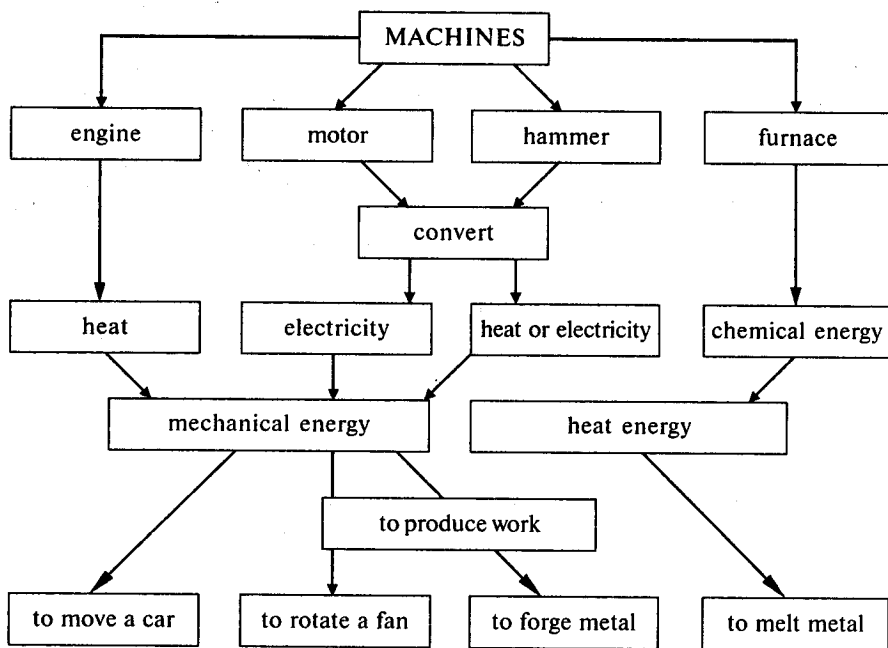 MACHINES
engine
motor
hammer
furnace
convert
heat
electricity
heat or electricity
chemical energy
mechanical energy
heat energy
to produce work
to move a car
to rotate a fan
to forge metal
to melt metal